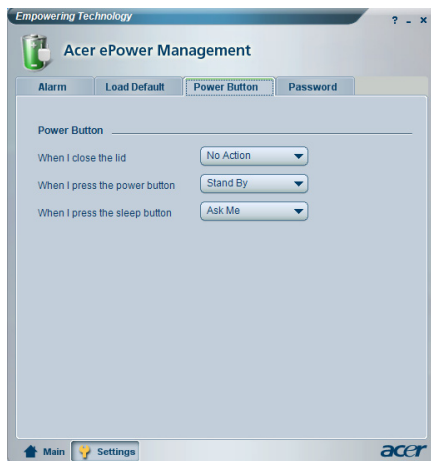 Empowering Technology ? - ×
Acer ePower Management
Alarm Load Default Power Button Password
Power Button
When I close the lid No Action
When I press the power button Stand By
When I press the sleep button Ask Me
Main Settings acer